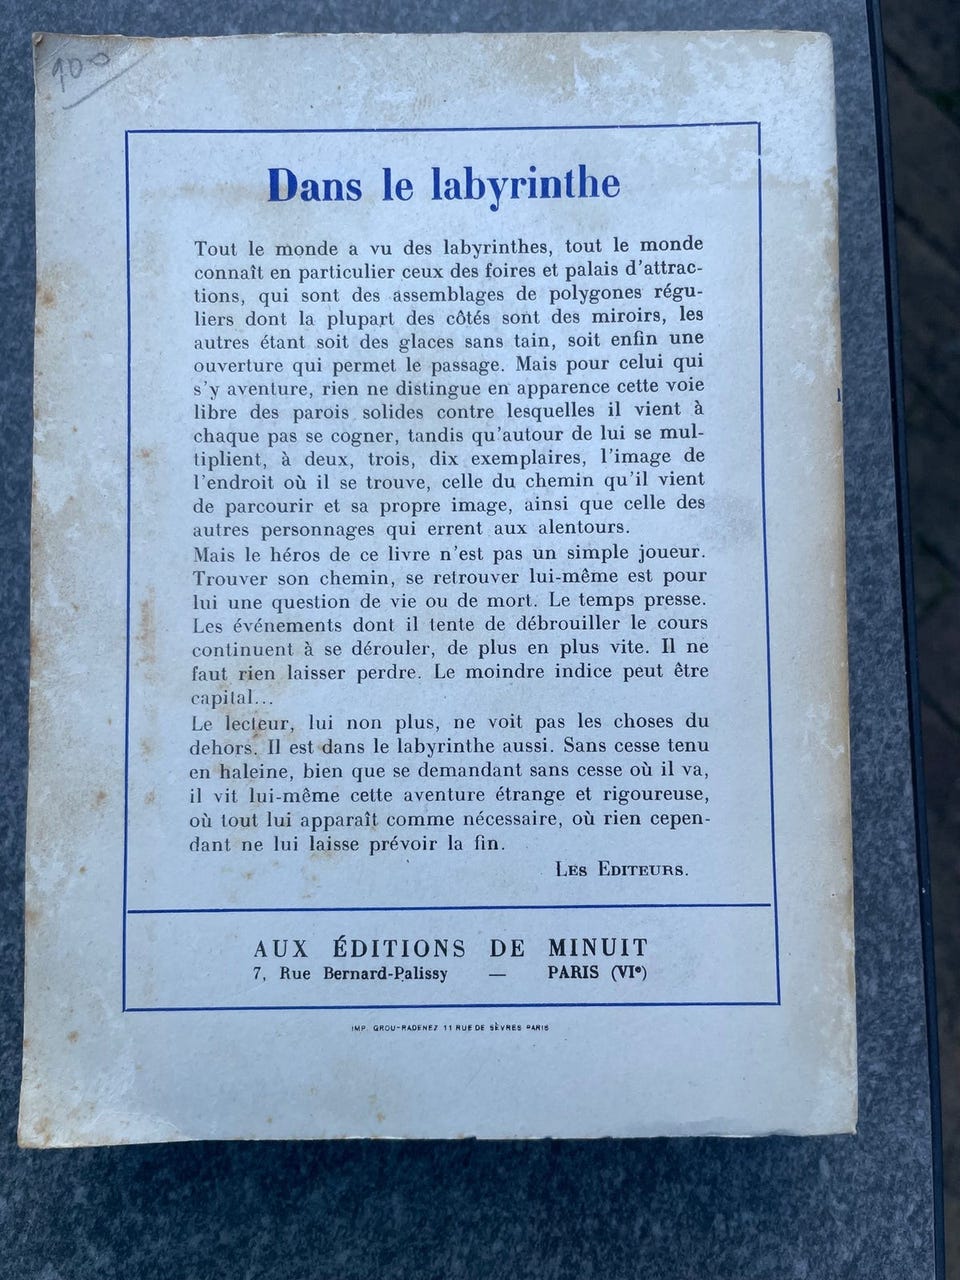 900
Dans le labyrinthe
Tout le monde a vu des labyrinthes, tout le monde
connaît en particulier ceux des foires et palais d'attrac-
tions, qui sont des assemblages de polygones régu-
liers dont la plupart des côtés sont des miroirs, les
autres étant soit des glaces sans tain, soit enfin une
ouverture qui permet le passage. Mais pour celui qui
s'y aventure, rien ne distingue en apparence cette voie
libre des parois solides contre lesquelles il vient à
chaque pas se cogner, tandis qu'autour de lui se mul-
tiplient, à deux, trois, dix exemplaires, l'image de
l'endroit où il se trouve, celle du chemin qu'il vient
de parcourir et sa propre image, ainsi que celle des
autres personnages qui errent aux alentours.
Mais le héros de ce livre n'est pas un simple joueur.
Trouver son chemin, se retrouver lui-même est pour
lui une question de vie ou de mort. Le temps presse.
Les événements dont il tente de débrouiller le cours
continuent à se dérouler, de plus en plus vite. Il ne
faut rien laisser perdre. Le moindre indice peut être
capital...
Le lecteur, lui non plus, ne voit pas les choses du
dehors. Il est dans le labyrinthe aussi. Sans cesse tenu
en haleine, bien que se demandant sans cesse où il va,
il vit lui-même cette aventure étrange et rigoureuse,
où tout lui apparaît comme nécessaire, où rien cepen-
dant ne lui laisse prévoir la fin.
LES EDITEURS.
AUX ÉDITIONS DE MINUIT
7, Rue Bernard-Palissy — PARIS (VIe)
IMP. GROU-RADENEZ 11 RUE DE SÈVRES PARIS